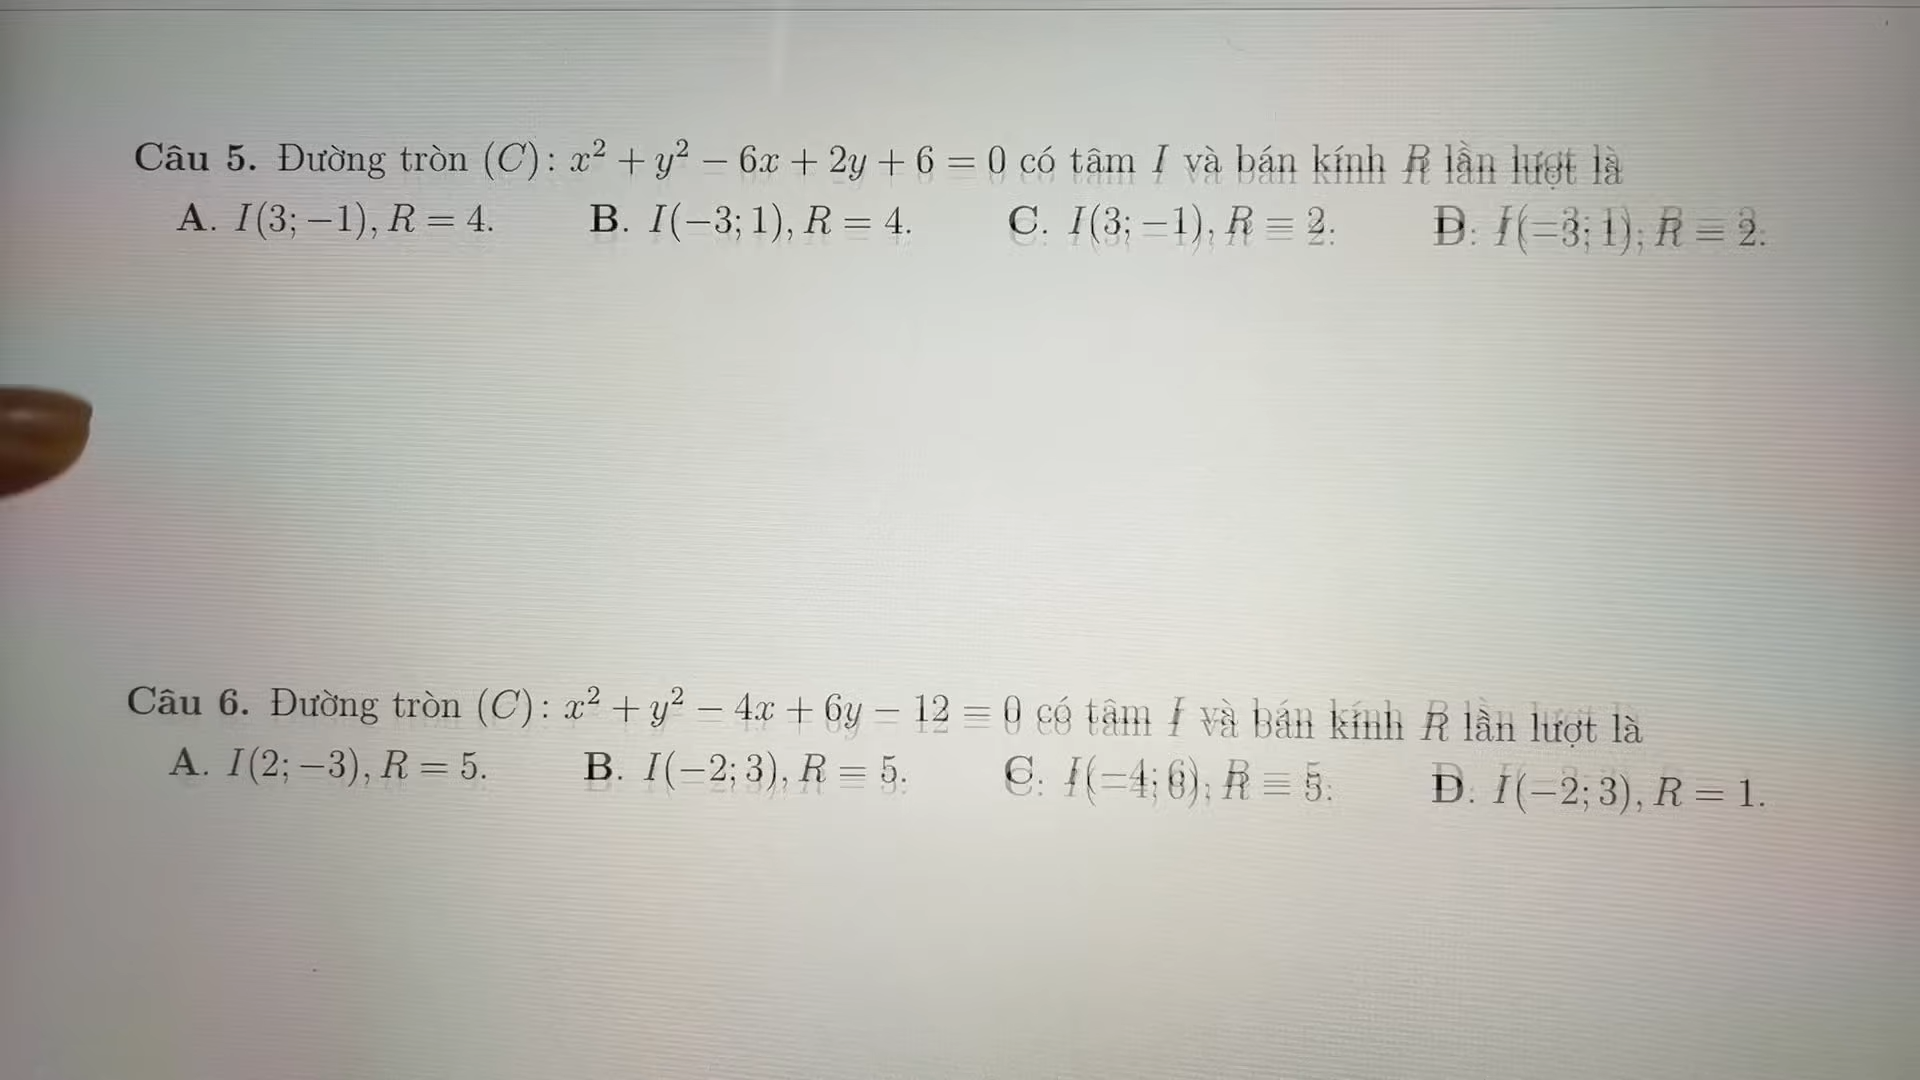 Câu 5. Đường tròn (C): x² + y² − 6x + 2y + 6 = 0 có tâm I và bán kính R lần lượt là
A. I(3; −1), R = 4. B. I(−3; 1), R = 4. C. I(3; −1), R = 2. D. I(−3; 1), R = 2.
Câu 6. Đường tròn (C): x² + y² − 4x + 6y − 12 = 0 có tâm I và bán kính R lần lượt là
A. I(2; −3), R = 5. B. I(−2; 3), R = 5. C. I(−4; 6), R = 5. D. I(−2; 3), R = 1.